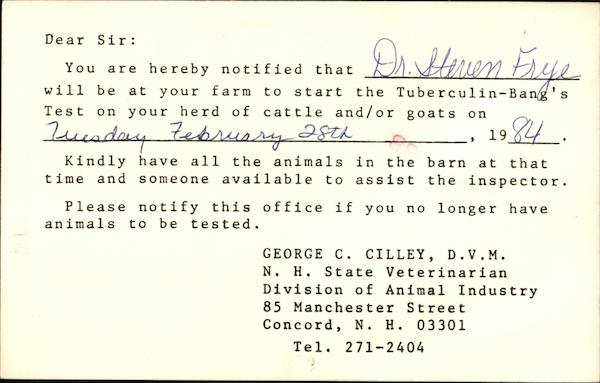 Dear Sir:
You are hereby notified that Dr. Steven Frye
will be at your farm to start the Tuberculin-Bang's
Test on your herd of cattle and/or goats on
Tuesday February 28th, 1984.
Kindly have all the animals in the barn at that
time and someone available to assist the inspector.
Please notify this office if you no longer have
animals to be tested.
GEORGE C. CILLEY, D.V.M.
N. H. State Veterinarian
Division of Animal Industry
85 Manchester Street
Concord, N. H. 03301
Tel. 271-2404